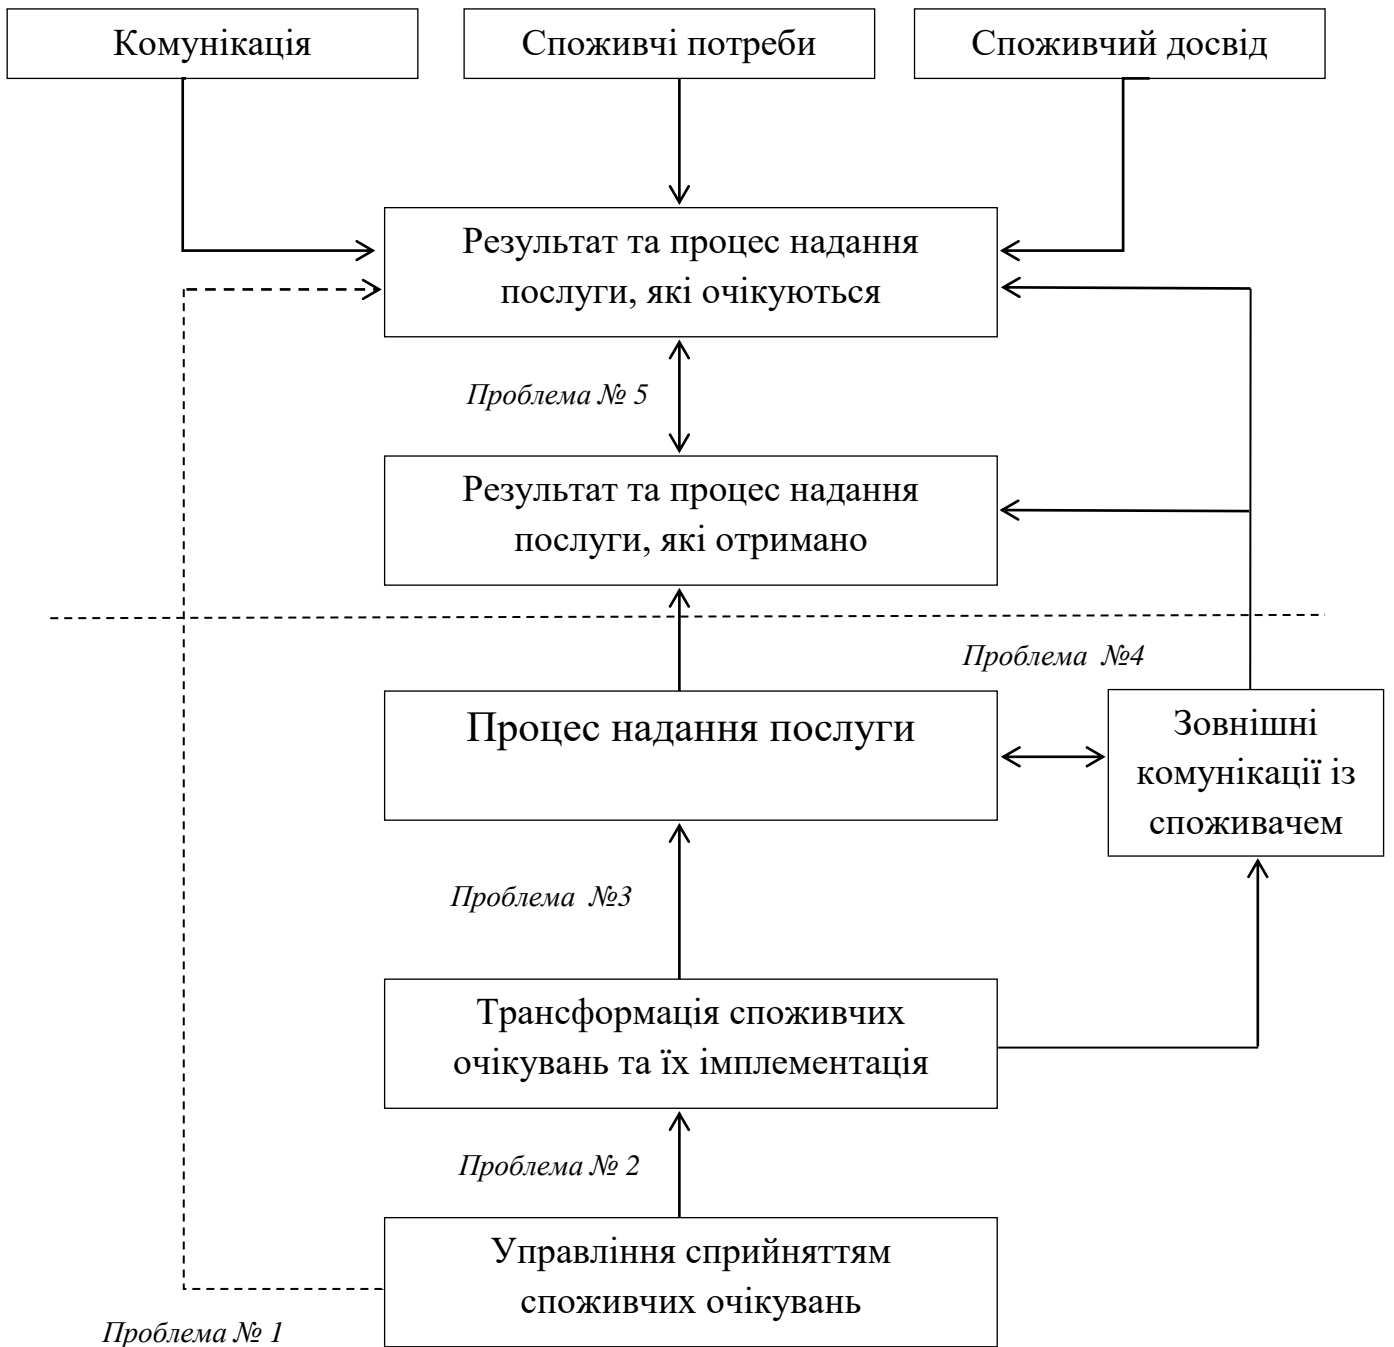 Комунікація
Споживчі потреби
Споживчий досвід
Результат та процес надання
послуги, які очікуються
Проблема № 5
Результат та процес надання
послуги, які отримано
Проблема №4
Процес надання послуги
Зовнішні
комунікації із
споживачем
Проблема №3
Трансформація споживчих
очікувань та їх імплементація
Проблема № 2
Управління сприйняттям
споживчих очікувань
Проблема № 1